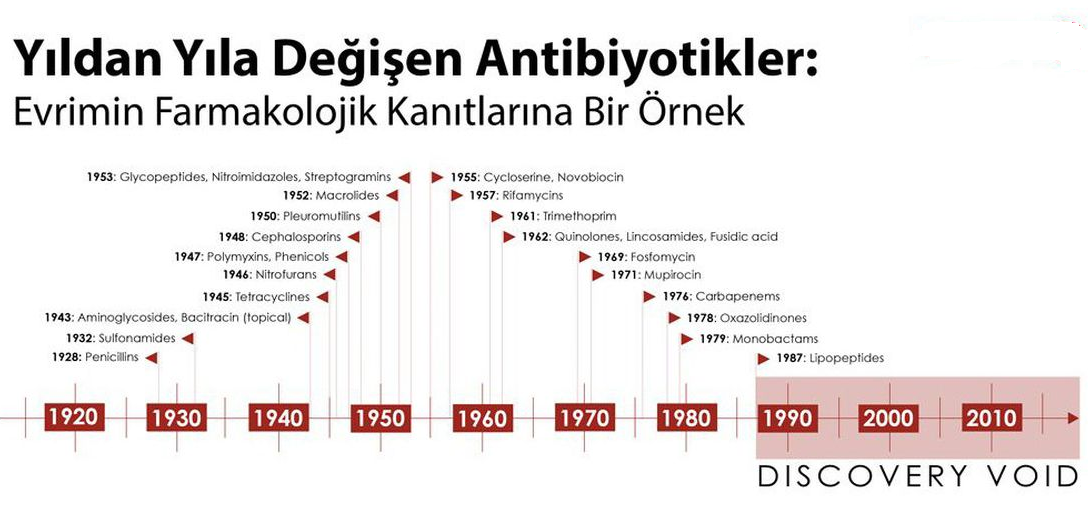 Yıldan Yıla Değişen Antibiyotikler:
Evrimin Farmakolojik Kanıtlarına Bir Örnek
1953: Glycopeptides, Nitroimidazoles, Streptogramins
1952: Macrolides
1950: Pleuromutilins
1948: Cephalosporins
1947: Polymyxins, Phenicols
1946: Nitrofurans
1945: Tetracyclines
1943: Aminoglycosides, Bacitracin (topical)
1932: Sulfonamides
1928: Penicillins
1955: Cycloserine, Novobiocin
1957: Rifamycins
1961: Trimethoprim
1962: Quinolones, Lincosamides, Fusidic acid
1969: Fosfomycin
1971: Mupirocin
1976: Carbapenems
1978: Oxazolidinones
1979: Monobactams
1987: Lipopeptides
1920 1930 1940 1950 1960 1970 1980 1990 2000 2010
DISCOVERY VOID